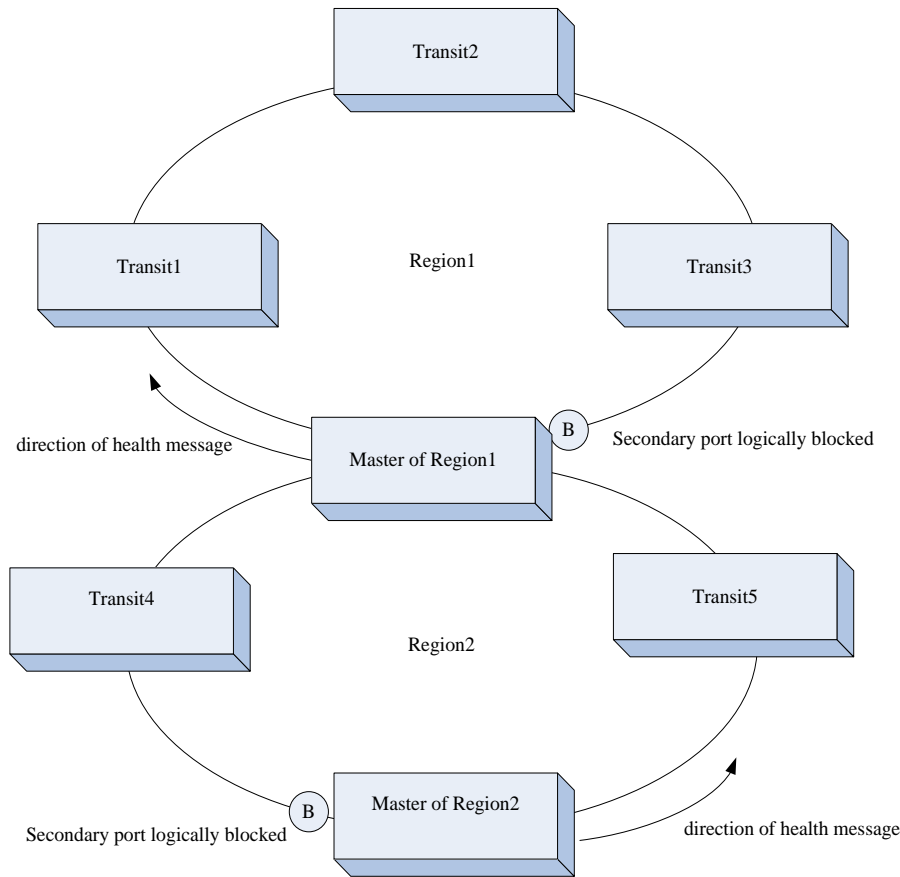 Transit2
Transit1
Region1
Transit3
direction of health message
Master of Region1
B
Secondary port logically blocked
Transit4
Transit5
Region2
B
Master of Region2
Secondary port logically blocked
direction of health message